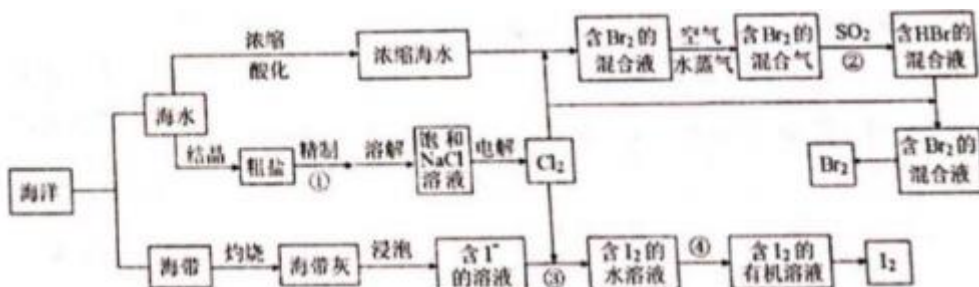 浓缩
酸化
浓缩海水
含Br₂的
混合液
空气
水蒸气
含Br₂的
混合气
SO₂
②
含HBr的
混合液
海水
结晶
粗盐
精制
①
溶解
饱和
NaCl
溶液
电解
Cl₂
Br₂
含Br₂的
混合液
海洋
海带
灼烧
海带灰
浸泡
含I⁻
的溶液
③
含I₂的
水溶液
④
含I₂的
有机溶液
I₂